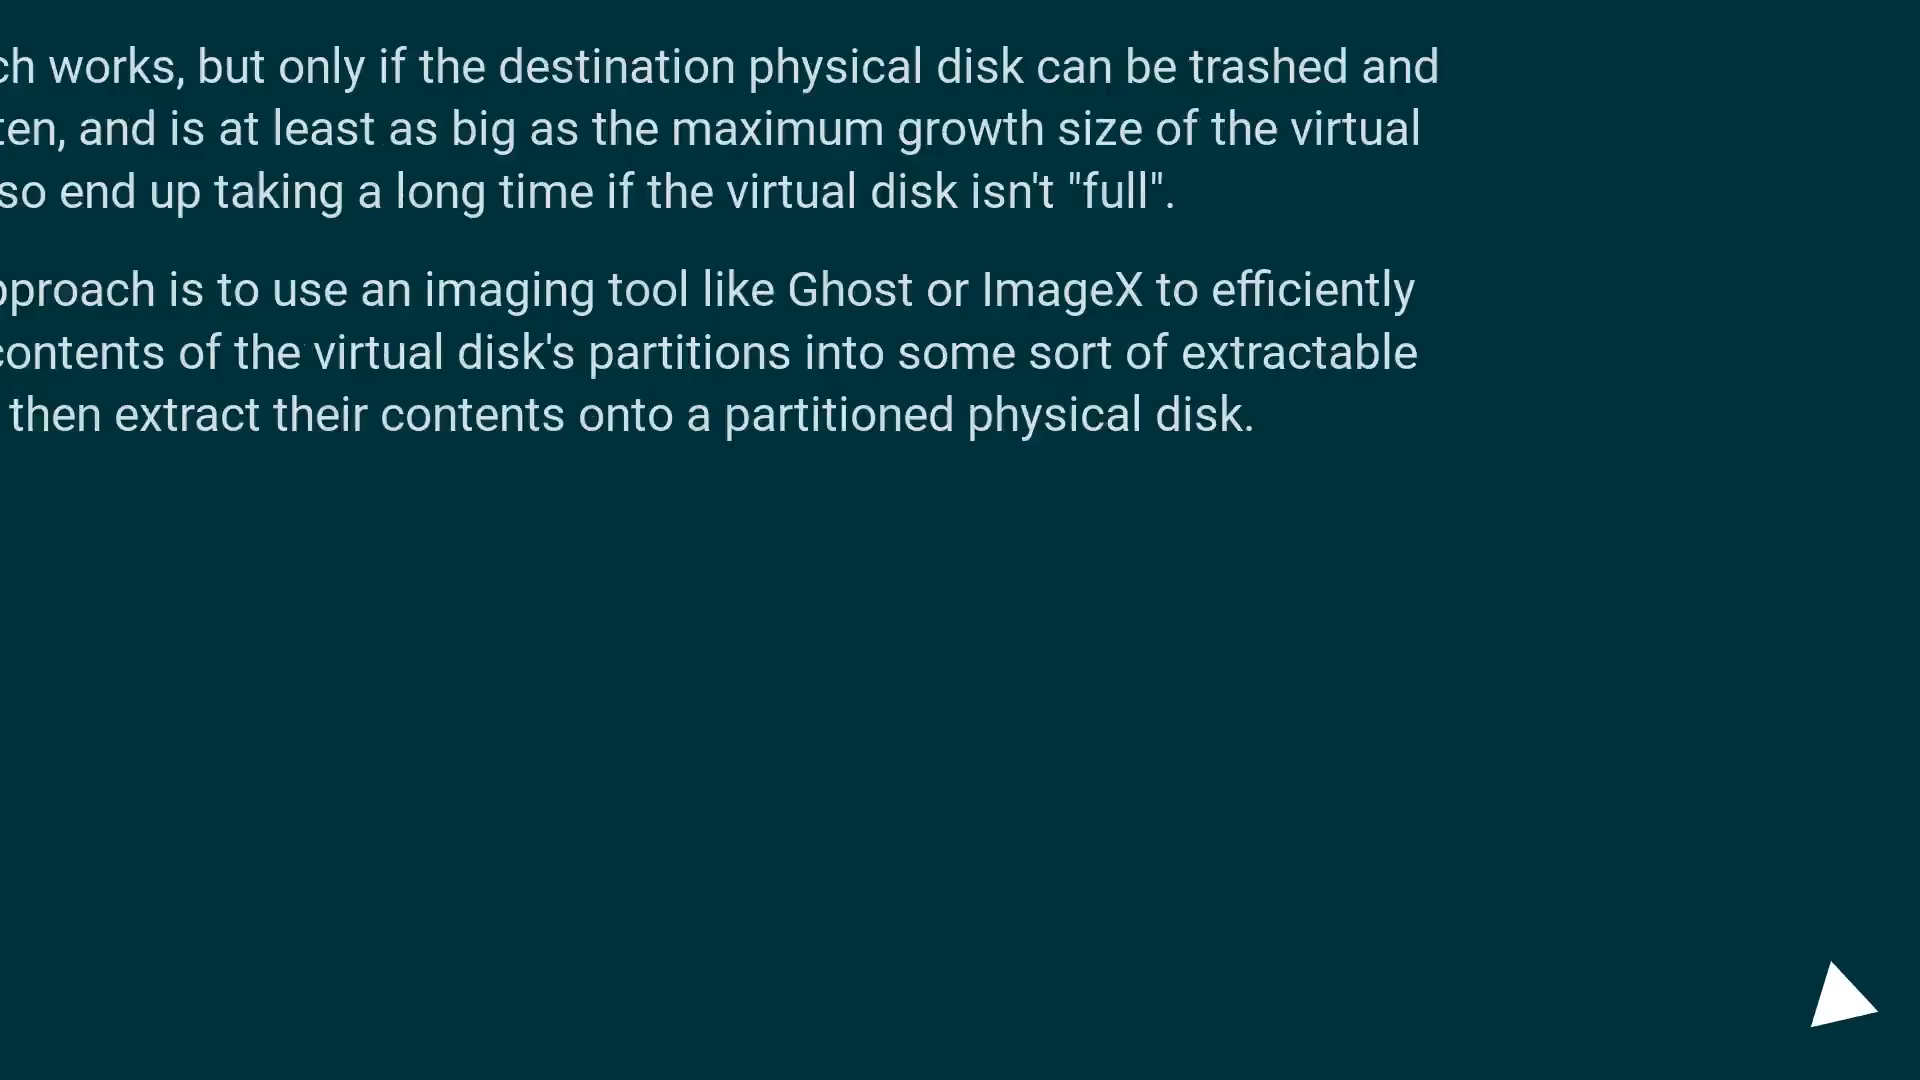 works, but only if the destination physical disk can be trashed and
and is at least as big as the maximum growth size of the virtual
so end up taking a long time if the virtual disk isn't "full".
is to use an imaging tool like Ghost or ImageX to efficiently
contents of the virtual disk's partitions into some sort of extractable
then extract their contents onto a partitioned physical disk.